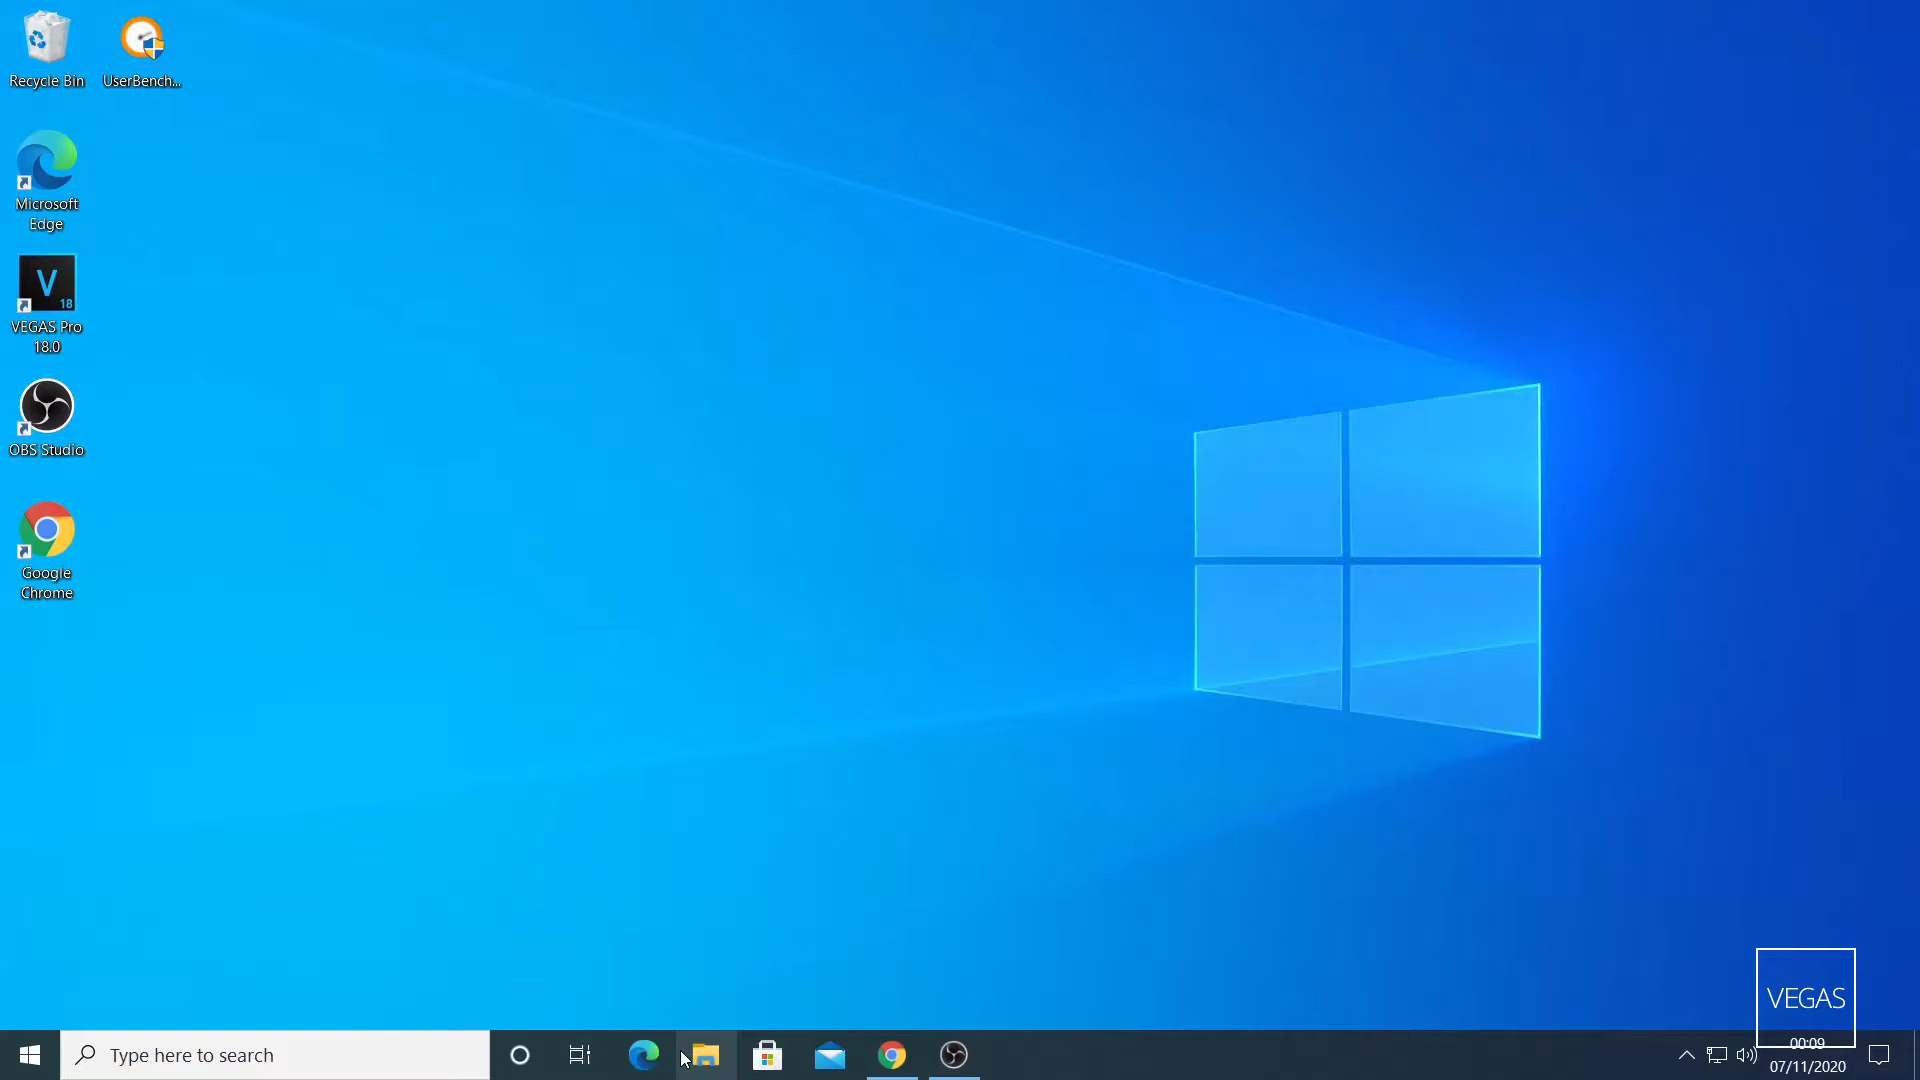 Recycle Bin
UserBench...
Microsoft
Edge
V
18
VEGAS Pro
18.0
OBS Studio
Google
Chrome
VEGAS
Type here to search
00:09
07/11/2020